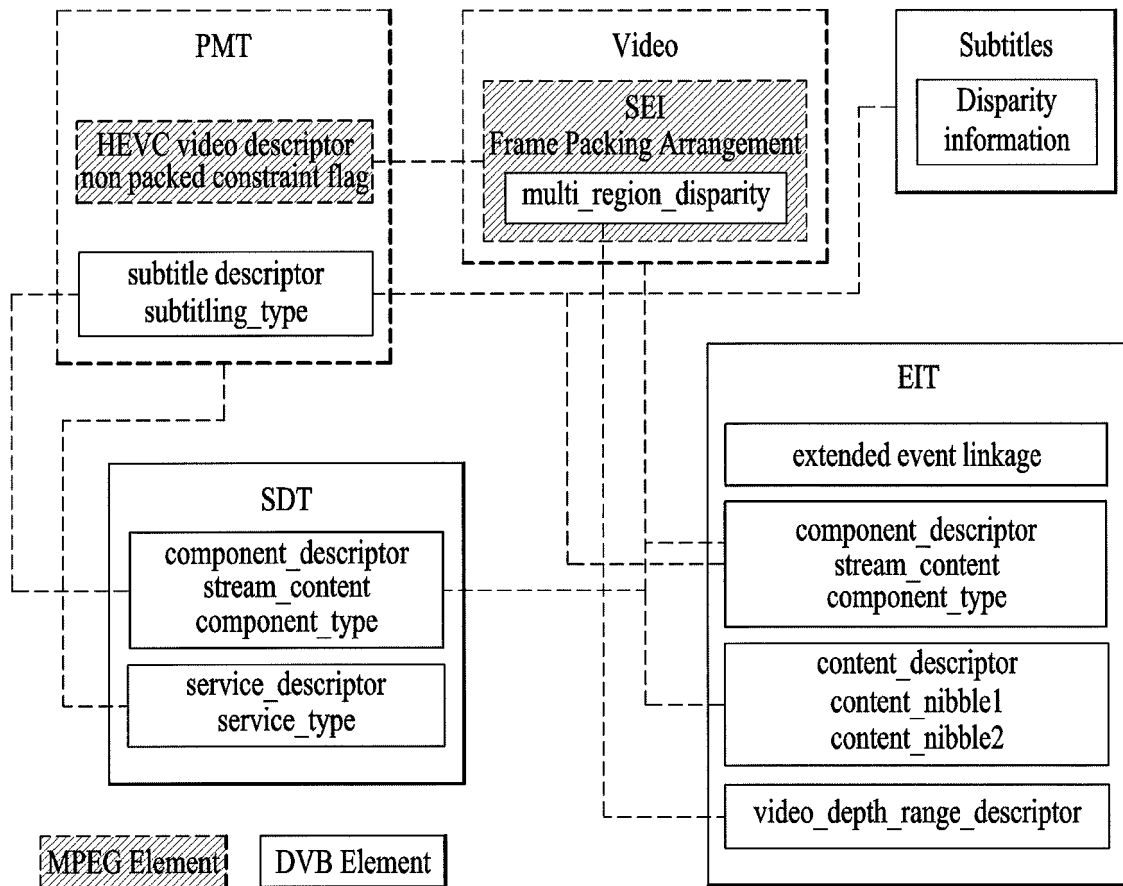 PMT
HEVC video descriptor
non packed constraint flag
subtitle descriptor
subtitling_type
Video
SEI
Frame Packing Arrangement
multi_region_disparity
Subtitles
Disparity
information
SDT
component_descriptor
stream_content
component_type
service_descriptor
service_type
EIT
extended event linkage
component_descriptor
stream_content
component_type
content_descriptor
content_nibble1
content_nibble2
video_depth_range_descriptor
MPEG Element
DVB Element